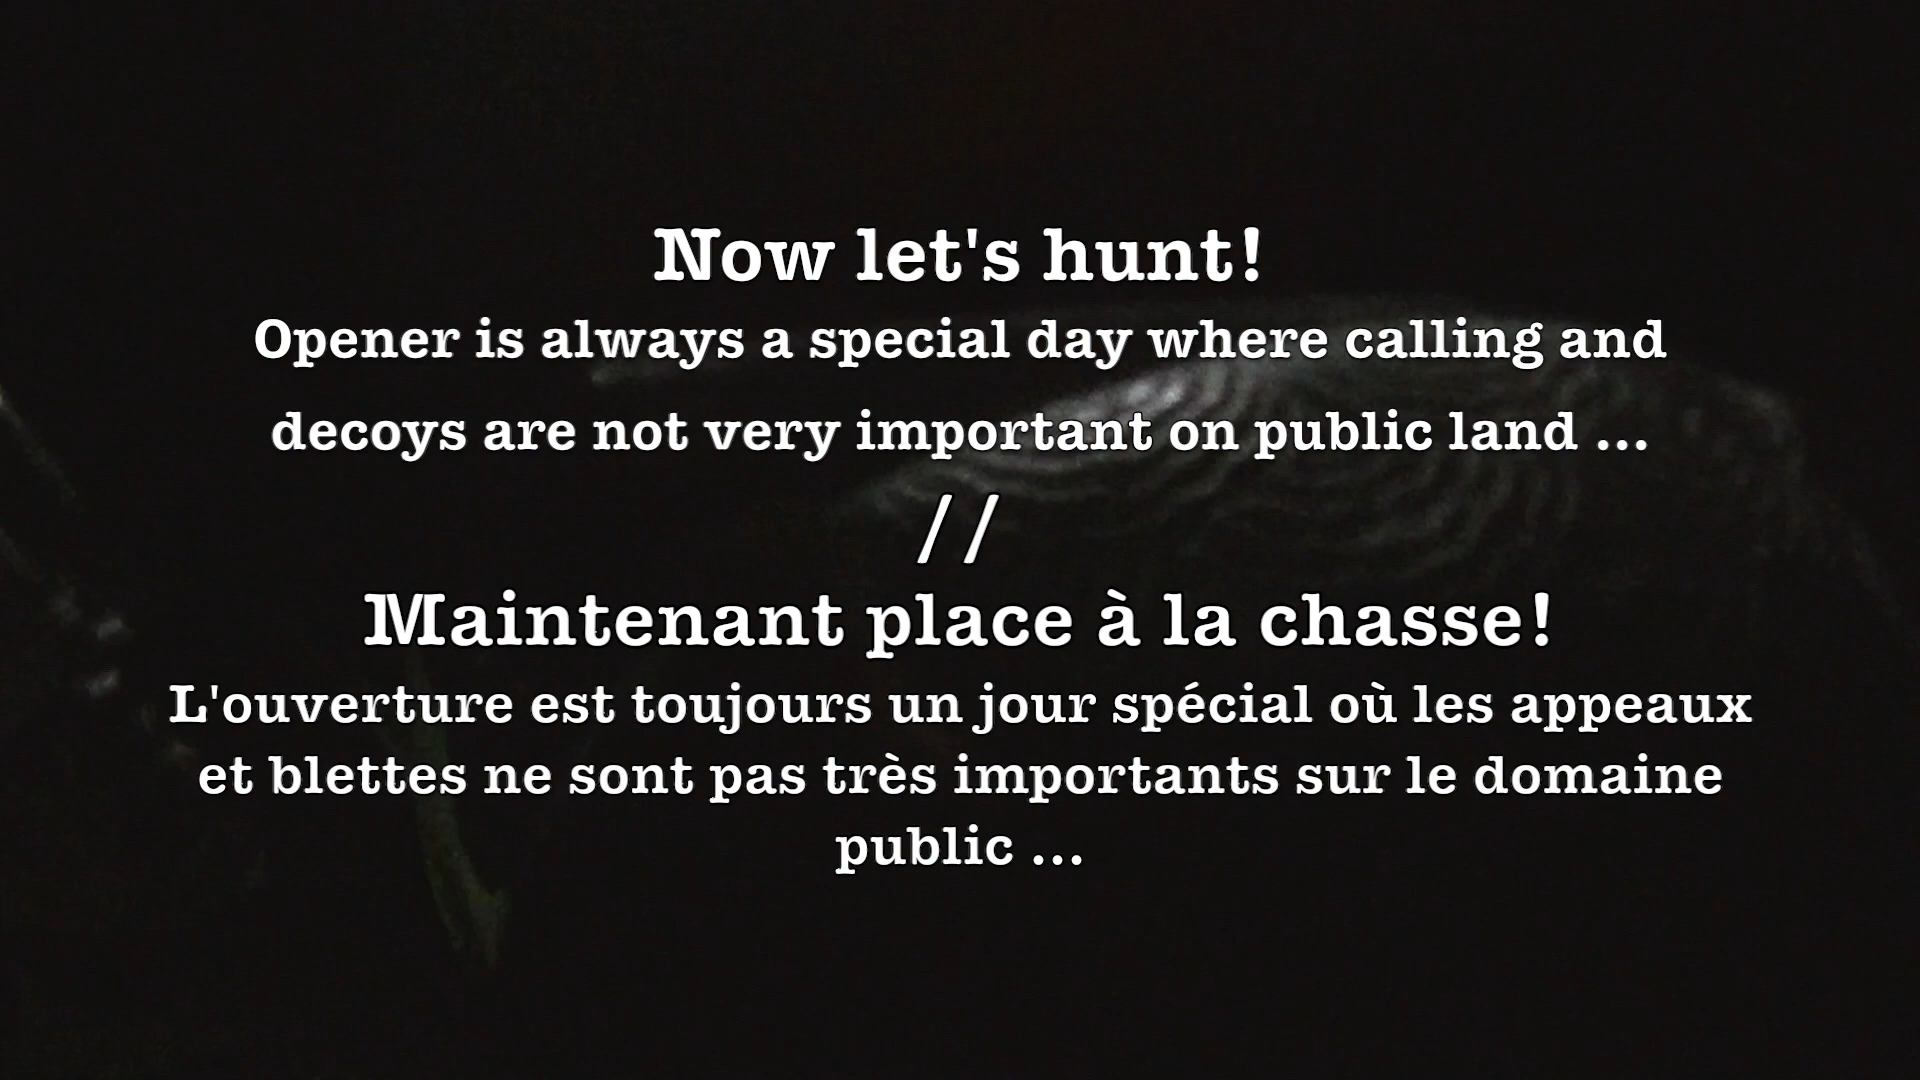 Now let's hunt!
Opener is always a special day where calling and
decoys are not very important on public land ...
//
Maintenant place à la chasse!
L'ouverture est toujours un jour spécial où les appeaux
et blettes ne sont pas très importants sur le domaine
public ...